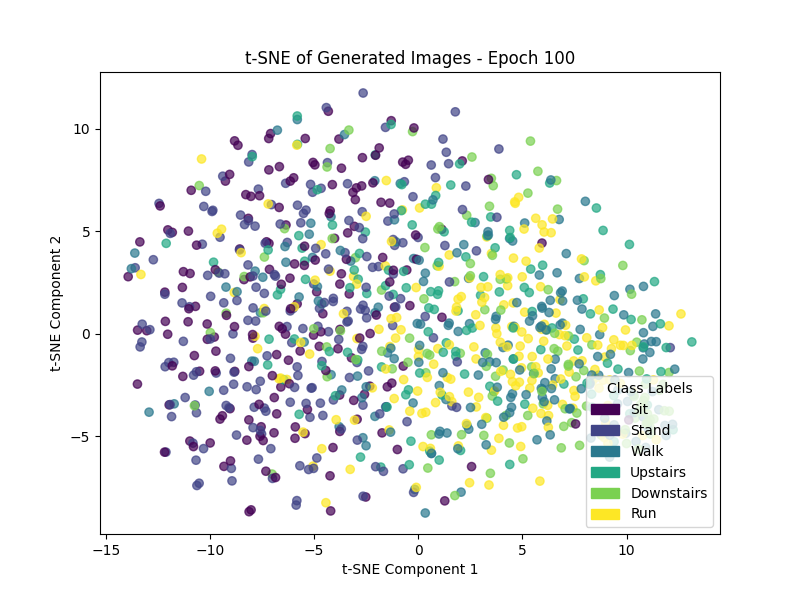 t-SNE of Generated Images - Epoch 100
10
5
0
−5
t-SNE Component 2
Class Labels
Sit
Stand
Walk
Upstairs
Downstairs
Run
−15
−10
−5
0
5
10
t-SNE Component 1